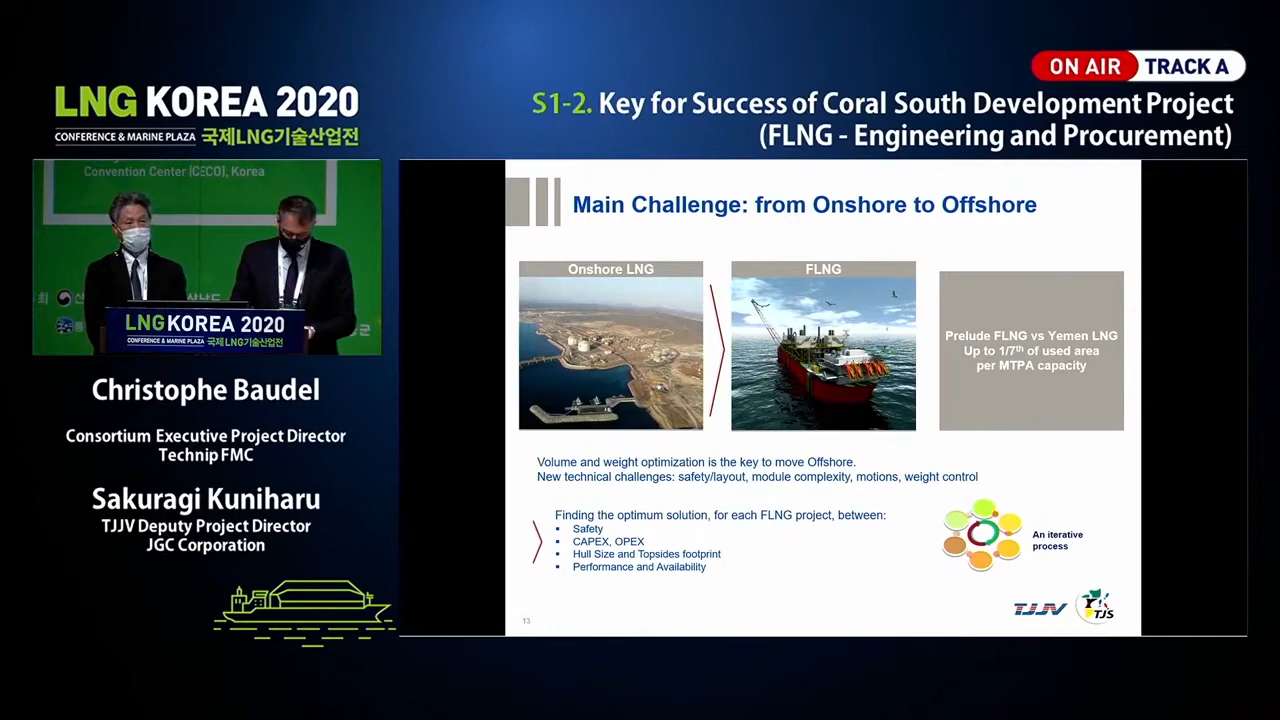 ON AIR TRACK A
LNG KOREA 2020
CONFERENCE & MARINE PLAZA 국제LNG기술산업전
S1-2. Key for Success of Coral South Development Project
(FLNG - Engineering and Procurement)
Convention Center (CECO), Korea
LNG KOREA 2020
CONFERENCE & MARINE PLAZA 국제LNG기술산업전
Christophe Baudel
Consortium Executive Project Director
Technip FMC
Sakuragi Kuniharu
TJJV Deputy Project Director
JGC Corporation
Main Challenge: from Onshore to Offshore
Onshore LNG
FLNG
Prelude FLNG vs Yemen LNG
Up to 1/7th of used area
per MTPA capacity
Volume and weight optimization is the key to move Offshore.
New technical challenges: safety/layout, module complexity, motions, weight control
Finding the optimum solution, for each FLNG project, between:
Safety
CAPEX, OPEX
Hull Size and Topsides footprint
Performance and Availability
An iterative
process
13
TJJV
TJS